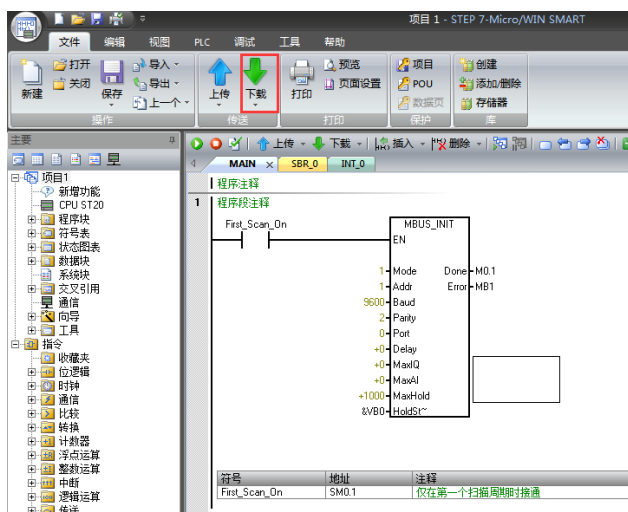 项目 1 - STEP 7-Micro/WIN SMART
文件 编辑 视图 PLC 调试 工具 帮助
新建 打开 关闭 保存 导入 导出 上一个
上传 下载
打印 预览 页面设置
项目 POU 数据页
创建 添加/删除 存储器
操作 传送 打印 保护 库
主要
上传 下载 插入 删除
MAIN x SBR_0 INT_0
项目1
新增功能
CPU ST20
程序块
符号表
状态图表
数据块
系统块
交叉引用
通信
向导
工具
指令
收藏夹
位逻辑
时钟
通信
比较
转换
计数器
浮点运算
整数运算
中断
逻辑运算
传送
程序注释
1 程序段注释
First_Scan_On
MBUS_INIT
EN
1 Mode Done M0.1
1 Addr Error MB1
9600 Baud
2 Parity
0 Port
+0 Delay
+0 MaxIQ
+0 MaxAI
+1000 MaxHold
&VB0 HoldSt~
符号 地址 注释
First_Scan_On SM0.1 仅在第一个扫描周期时接通